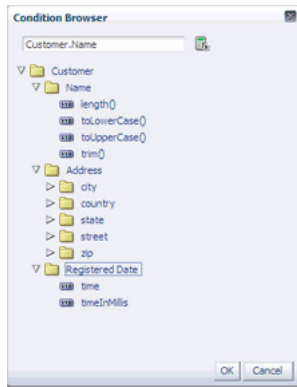 Condition Browser
Customer.Name
Customer
Name
length()
toLowerCase()
toUpperCase()
trim()
Address
city
country
state
street
zip
Registered Date
time
timeInMillis
OK Cancel